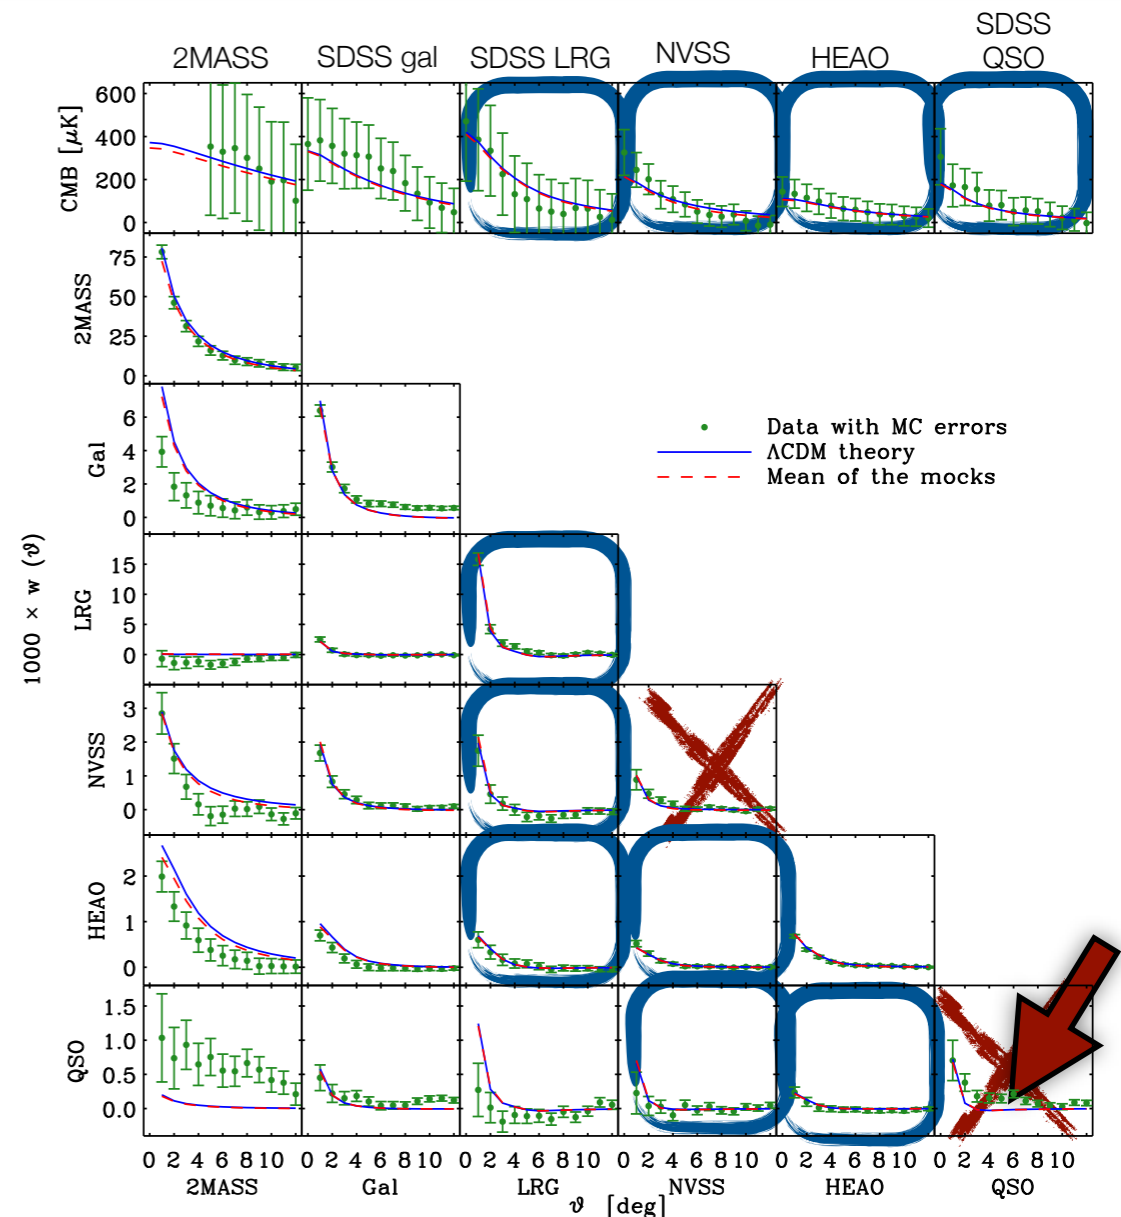 SDSS
2MASS SDSS gal SDSS LRG NVSS HEAO QSO
CMB [μK]
600
400
200
0
2MASS
75
50
25
0
Gal
6
4
2
0
Data with MC errors
ΛCDM theory
Mean of the mocks
1000 × w (ϑ)
LRG
15
10
5
0
NVSS
3
2
1
0
HEAO
2
1
0
QSO
1.5
1.0
0.5
0.0
0 2 4 6 8 10 0 2 4 6 8 10 0 2 4 6 8 10 0 2 4 6 8 10 0 2 4 6 8 10 0 2 4 6 8 10
2MASS Gal LRG NVSS HEAO QSO
ϑ [deg]